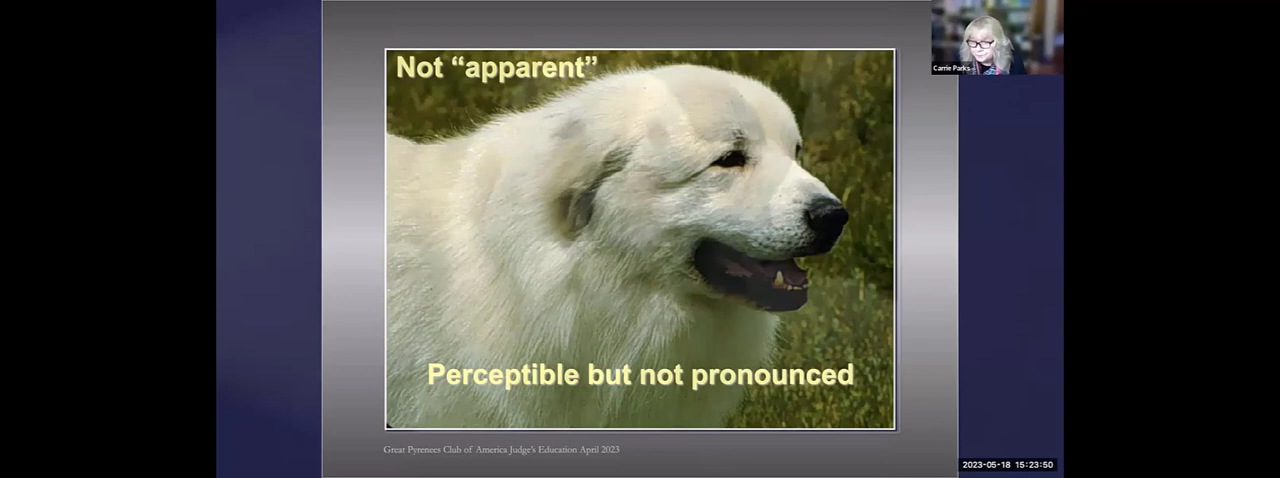 Not “apparent”
Carrie Parks
Perceptible but not pronounced
Great Pyrenees Club of America Judge's Education April 2023
2023-05-18 15:23:50